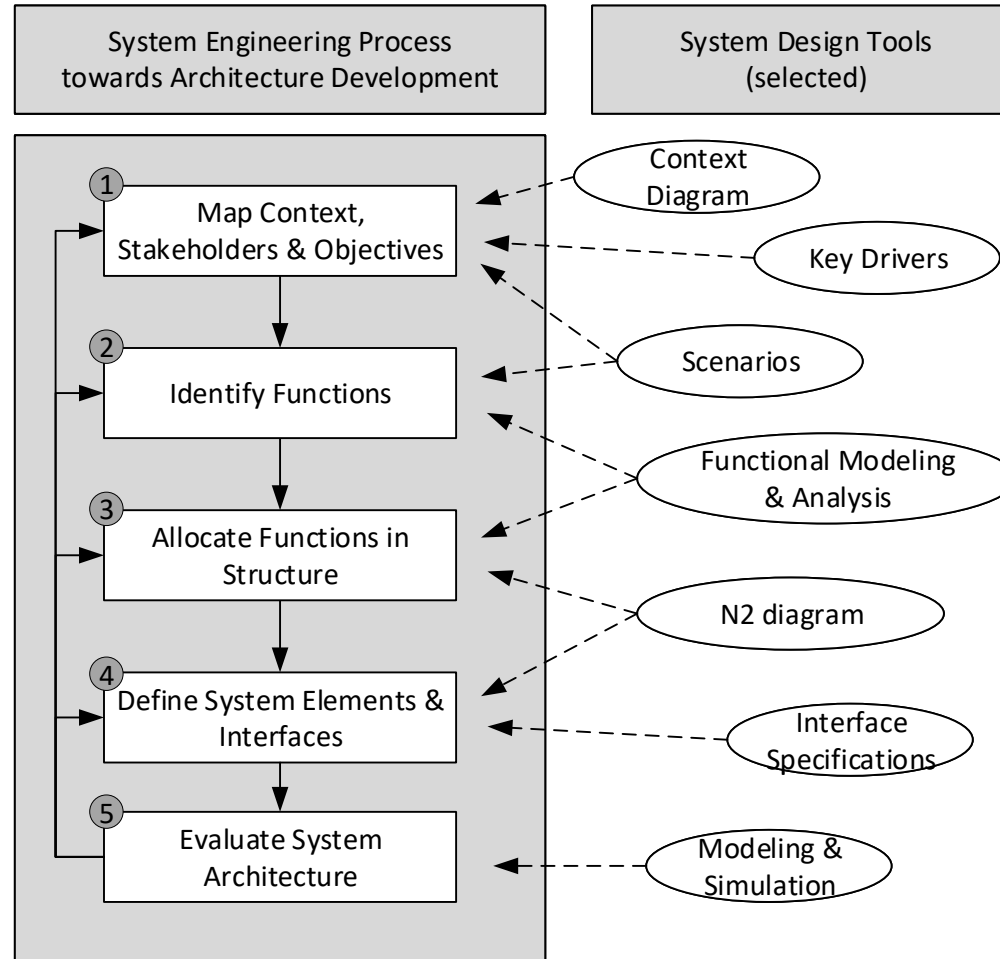 System Engineering Process
towards Architecture Development
System Design Tools
(selected)
1
Map Context,
Stakeholders & Objectives
2
Identify Functions
3
Allocate Functions in
Structure
4
Define System Elements &
Interfaces
5
Evaluate System
Architecture
Context
Diagram
Key Drivers
Scenarios
Functional Modeling
& Analysis
N2 diagram
Interface
Specifications
Modeling &
Simulation